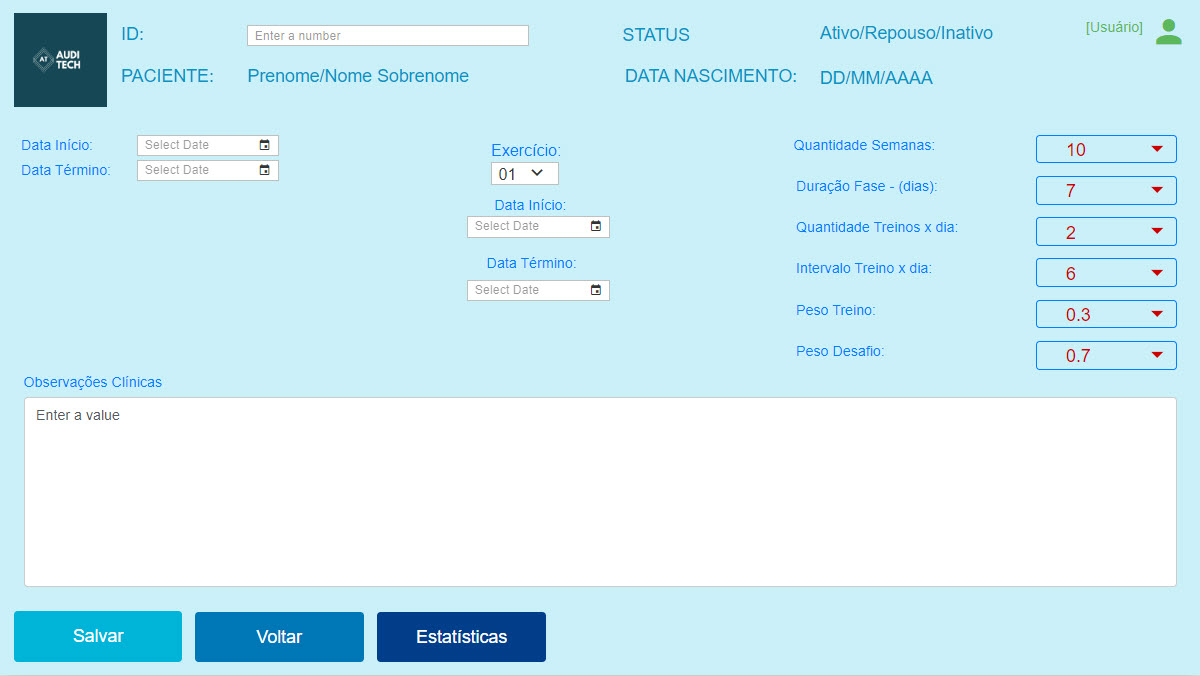 AT AUDI
TECH
ID: Enter a number STATUS Ativo/Repouso/Inativo [Usuário]
PACIENTE: Prenome/Nome Sobrenome DATA NASCIMENTO: DD/MM/AAAA
Data Início: Select Date
Data Término: Select Date
Exercício:
01
Data Início:
Select Date
Data Término:
Select Date
Quantidade Semanas: 10
Duração Fase - (dias): 7
Quantidade Treinos x dia: 2
Intervalo Treino x dia: 6
Peso Treino: 0.3
Peso Desafio: 0.7
Observações Clínicas
Enter a value
Salvar Voltar Estatísticas